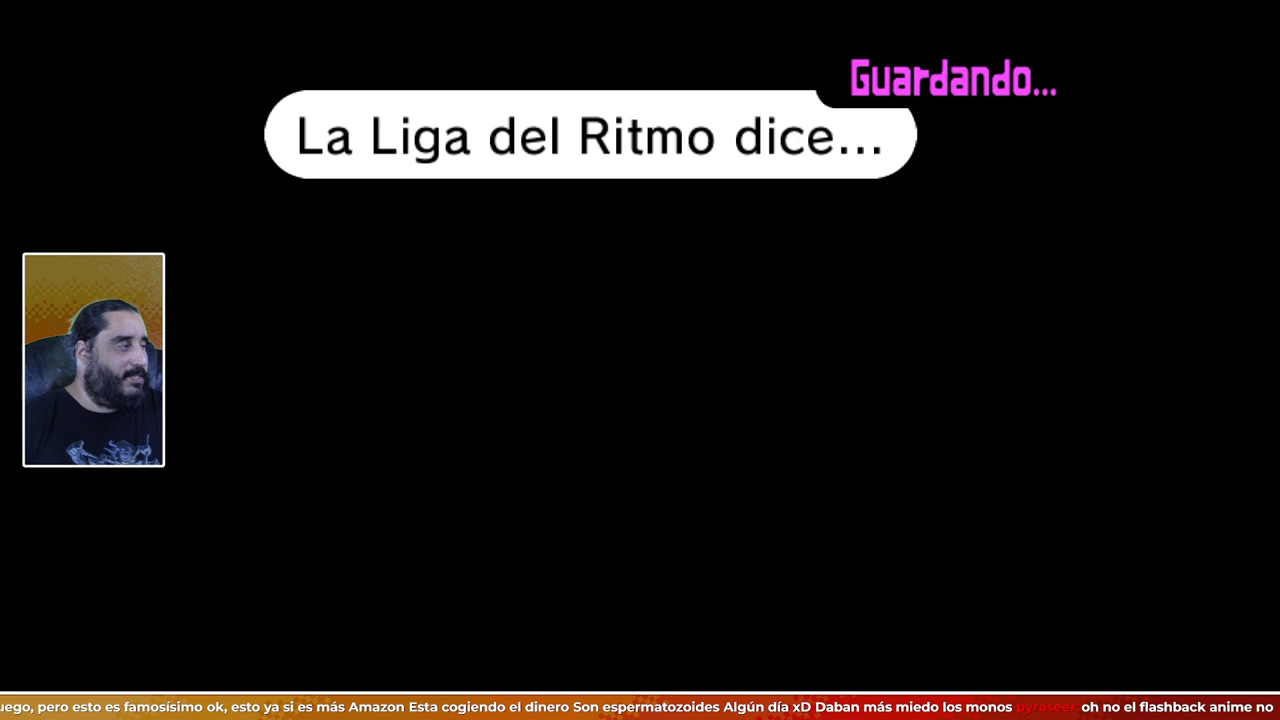 Guardando...
La Liga del Ritmo dice...
uego, pero esto es famosísimo ok, esto ya si es más Amazon Esta cogiendo el dinero Son espermatozoides Algún día xD Daban más miedo los monos pyroseer: oh no el flashback anime no